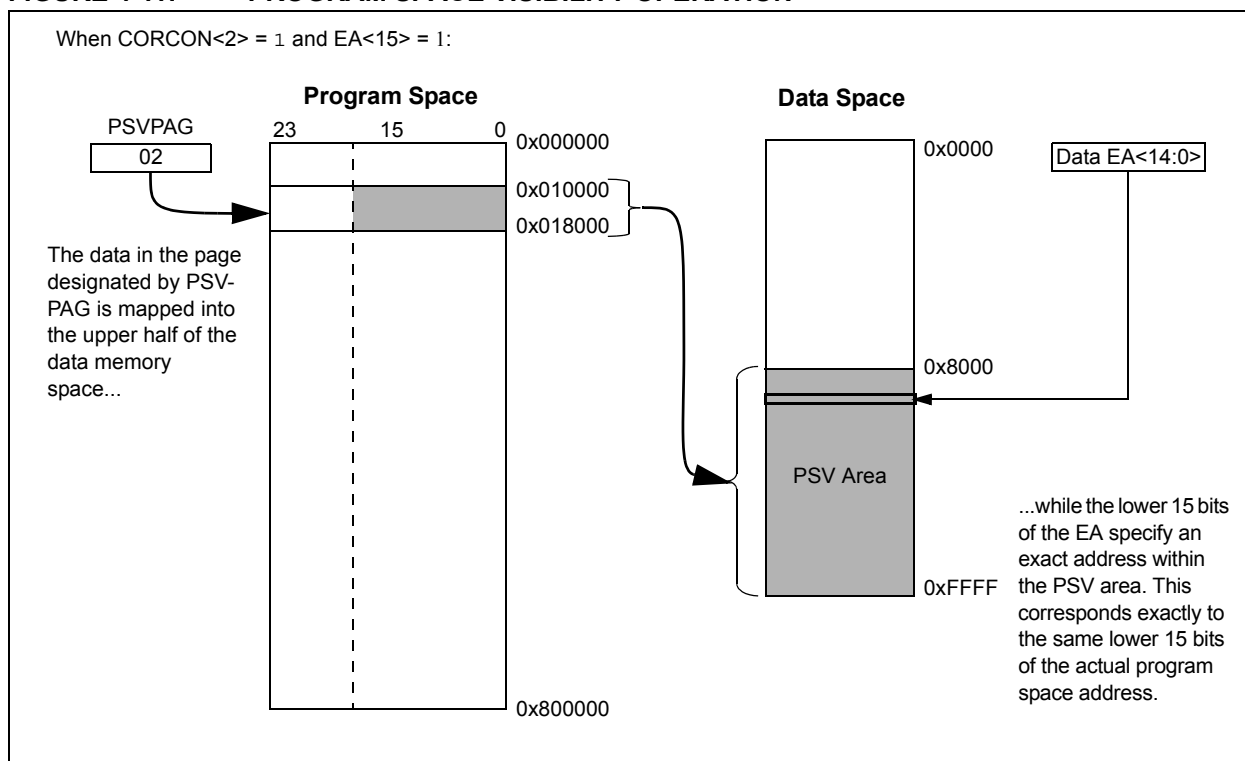 When CORCON<2> = 1 and EA<15> = 1:
Program Space
Data Space
PSVPAG
02
23
15
0
0x000000
0x010000
0x018000
0x800000
The data in the page
designated by PSV-
PAG is mapped into
the upper half of the
data memory
space...
0x0000
0x8000
0xFFFF
PSV Area
Data EA<14:0>
...while the lower 15 bits
of the EA specify an
exact address within
the PSV area. This
corresponds exactly to
the same lower 15 bits
of the actual program
space address.